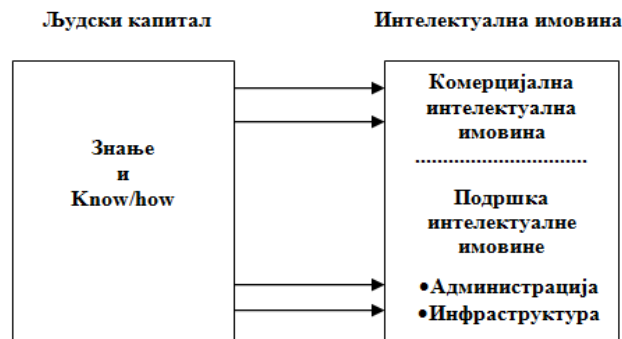 Људски капитал
Интелектуална имовина
Знање
и
Know/how
Комерцијална
интелектуална
имовина
...............................
Подршка
интелектуалне
имовине
•Администрација
•Инфраструктура